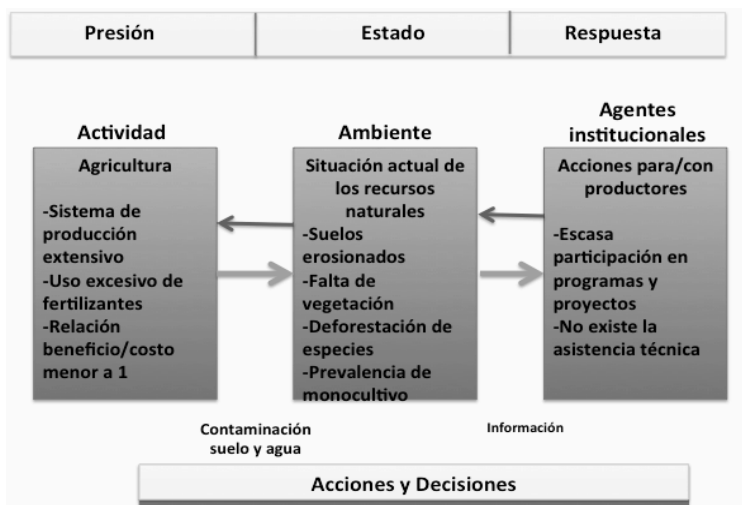 Presión
Estado
Respuesta
Actividad
Agricultura
-Sistema de
producción
extensivo
-Uso excesivo de
fertilizantes
-Relación
beneficio/costo
menor a 1
Ambiente
Situación actual de
los recursos
naturales
-Suelos
erosionados
-Falta de
vegetación
-Deforestación de
especies
-Prevalencia de
monocultivo
Agentes
institucionales
Acciones para/con
productores
-Escasa
participación en
programas y
proyectos
-No existe la
asistencia técnica
Contaminación
suelo y agua
Información
Acciones y Decisiones